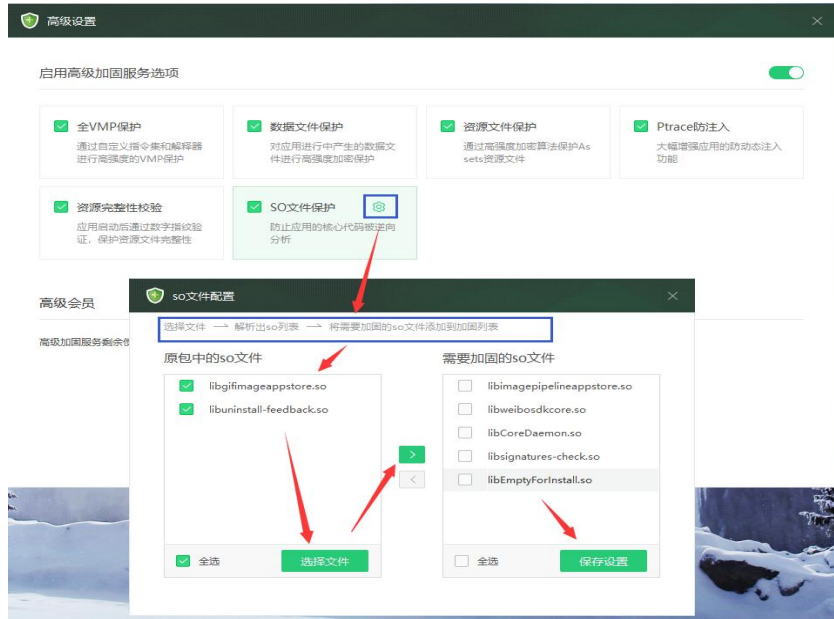 高级设置
启用高级加固服务选项
全VMP保护
通过自定义指令集和解释器
进行高强度的VMP保护
数据文件保护
对应用进行中产生的数据文
件进行高强度加密保护
资源文件保护
通过高强度加密算法保护As
sets资源文件
Ptrace防注入
大幅增强应用的防动态注入
功能
资源完整性校验
应用启动后通过数字指纹验
证，保护资源文件完整性
SO文件保护
防止应用的核心代码被逆向
分析
高级会员
高级加固服务剩余
so文件配置
选择文件 → 解析出so列表 → 将需要加固的so文件添加到加固列表
原包中的so文件
libgifimageappstore.so
libuninstall-feedback.so
全选
选择文件
>
<
需要加固的so文件
libimagepipelineappstore.so
libweibosdkcore.so
libCoreDaemon.so
libsignatures-check.so
libEmptyForInstall.so
全选
保存设置